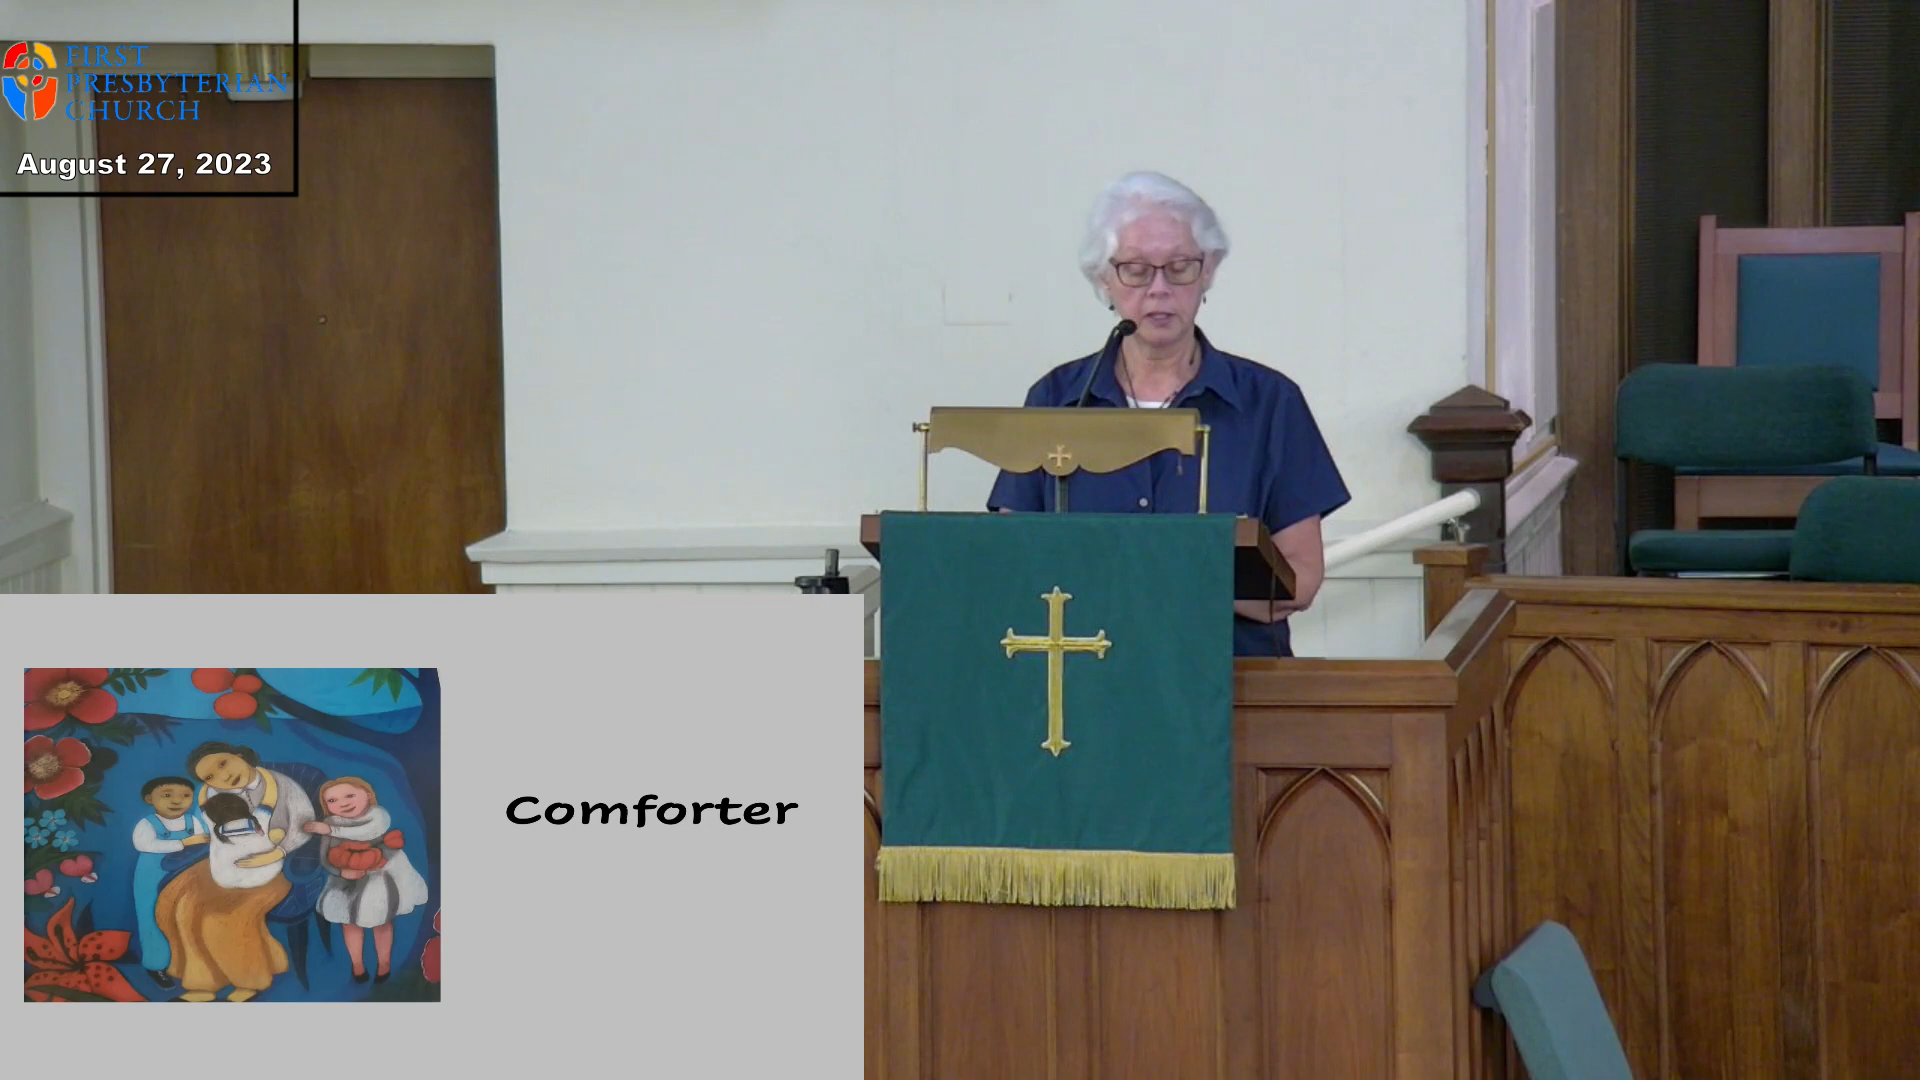 FIRST
PRESBYTERIAN
CHURCH
August 27, 2023
Comforter